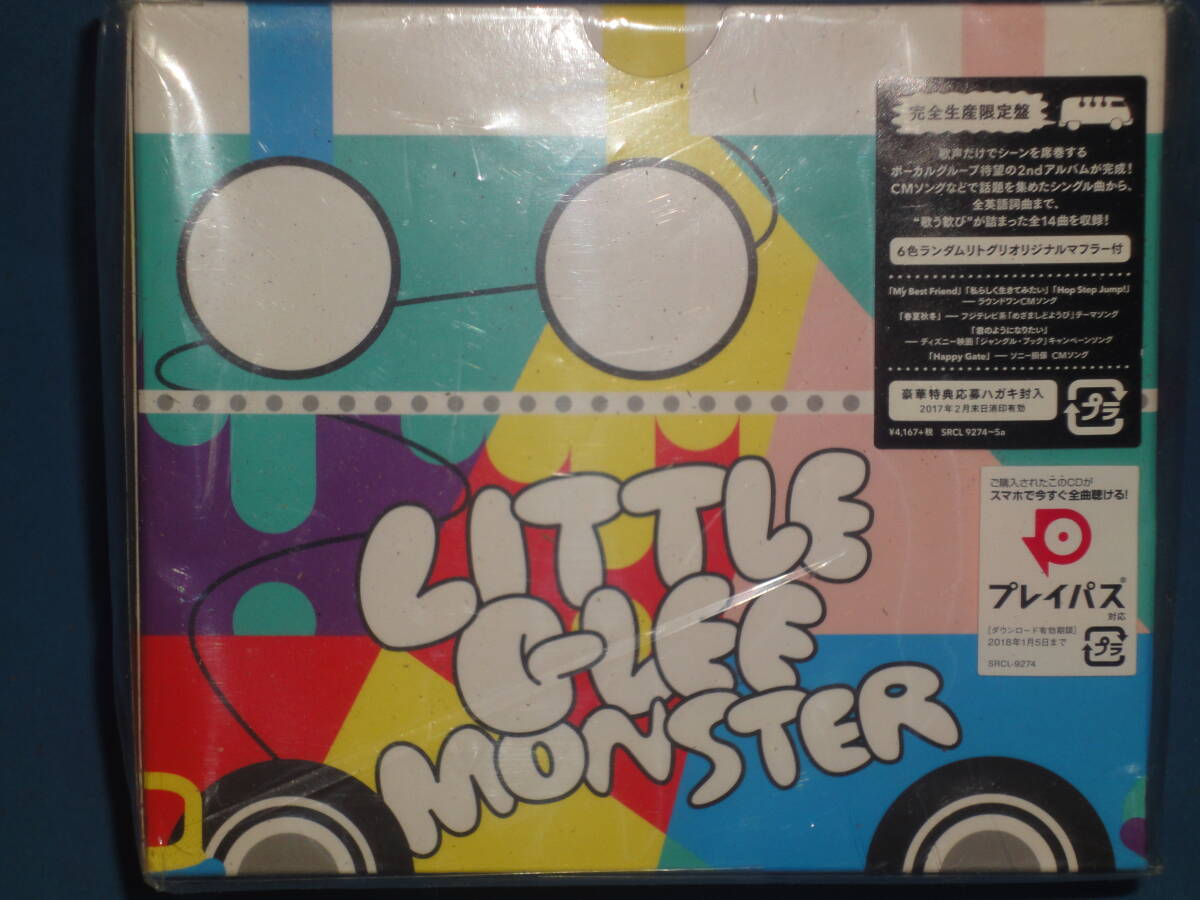 完全生産限定盤
歌声だけでシーンを席巻する
ボーカルグループ待望の2ndアルバムが完成!
CMソングなどで話題を集めたシングル曲から、
全英語詞曲まで、
“歌う歓び”が詰まった全14曲を収録!
6色ランダムリトグリオリジナルマフラー付
「My Best Friend」「私らしく生きてみたい」「Hop Step Jump!」
── ラウンドワンCMソング
「春夏秋冬」── フジテレビ系「めざましどようび」テーマソング
「君のようになりたい」
── ディズニー映画「ジャングル・ブック」キャンペーンソング
「Happy Gate」── ソニー損保 CMソング
豪華特典応募ハガキ封入
2017年2月末日消印有効
プラ
¥4,167+税 SRCL 9274~5a
ご購入されたこのCDが
スマホで今すぐ全曲聴ける!
プレイパス®
対応
[ダウンロード有効期限]
2018年1月5日まで
プラ
SRCL-9274
LITTLE
GLEE
MONSTER